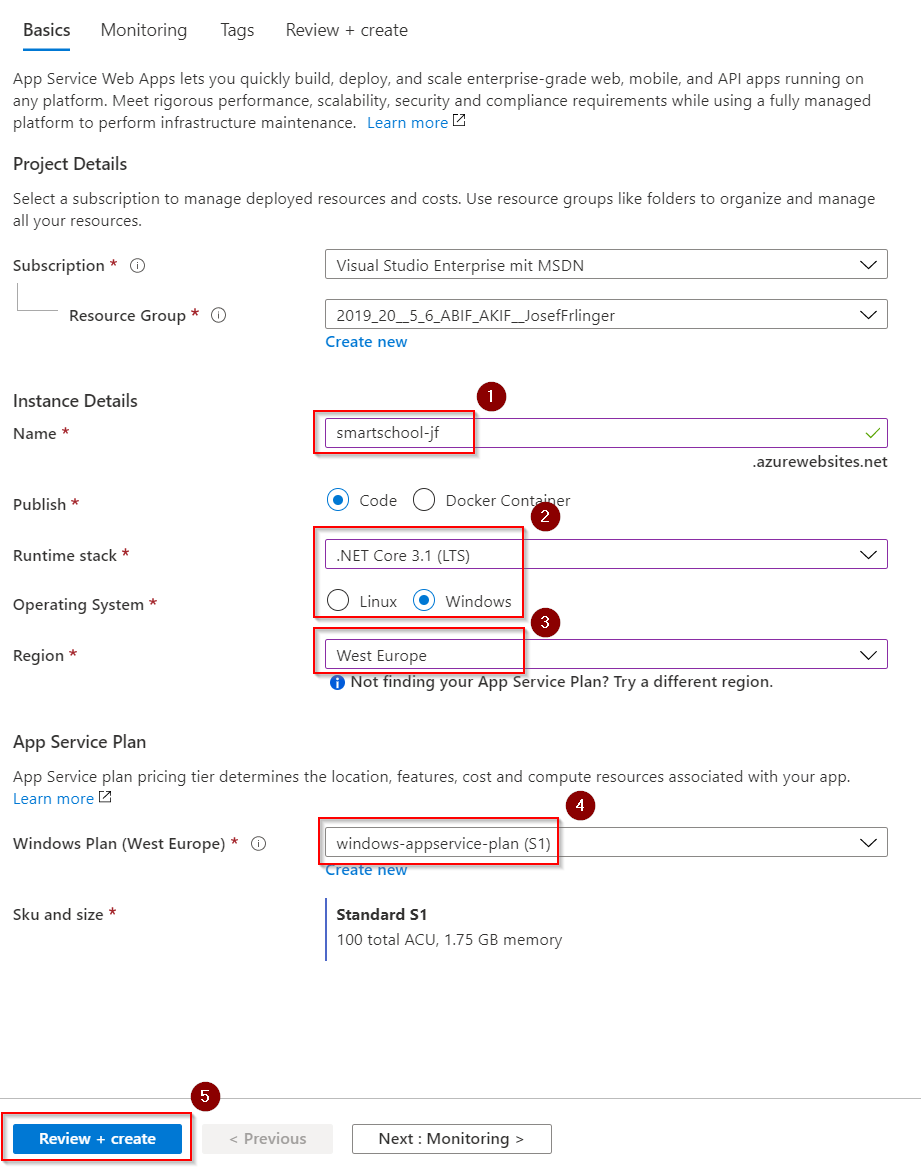 Basics Monitoring Tags Review + create
App Service Web Apps lets you quickly build, deploy, and scale enterprise-grade web, mobile, and API apps running on
any platform. Meet rigorous performance, scalability, security and compliance requirements while using a fully managed
platform to perform infrastructure maintenance. Learn more
Project Details
Select a subscription to manage deployed resources and costs. Use resource groups like folders to organize and manage
all your resources.
Subscription * Visual Studio Enterprise mit MSDN
Resource Group * 2019_20__5_6_ABIF_AKIF__JosefFrlinger
Create new
1
Instance Details
Name * smartschool-jf
.azurewebsites.net
Publish * Code Docker Container
2
Runtime stack * .NET Core 3.1 (LTS)
Operating System * Linux Windows
3
Region * West Europe
Not finding your App Service Plan? Try a different region.
App Service Plan
App Service plan pricing tier determines the location, features, cost and compute resources associated with your app.
Learn more
4
Windows Plan (West Europe) * windows-appservice-plan (S1)
Create new
Sku and size * Standard S1
100 total ACU, 1.75 GB memory
5
Review + create < Previous Next : Monitoring >